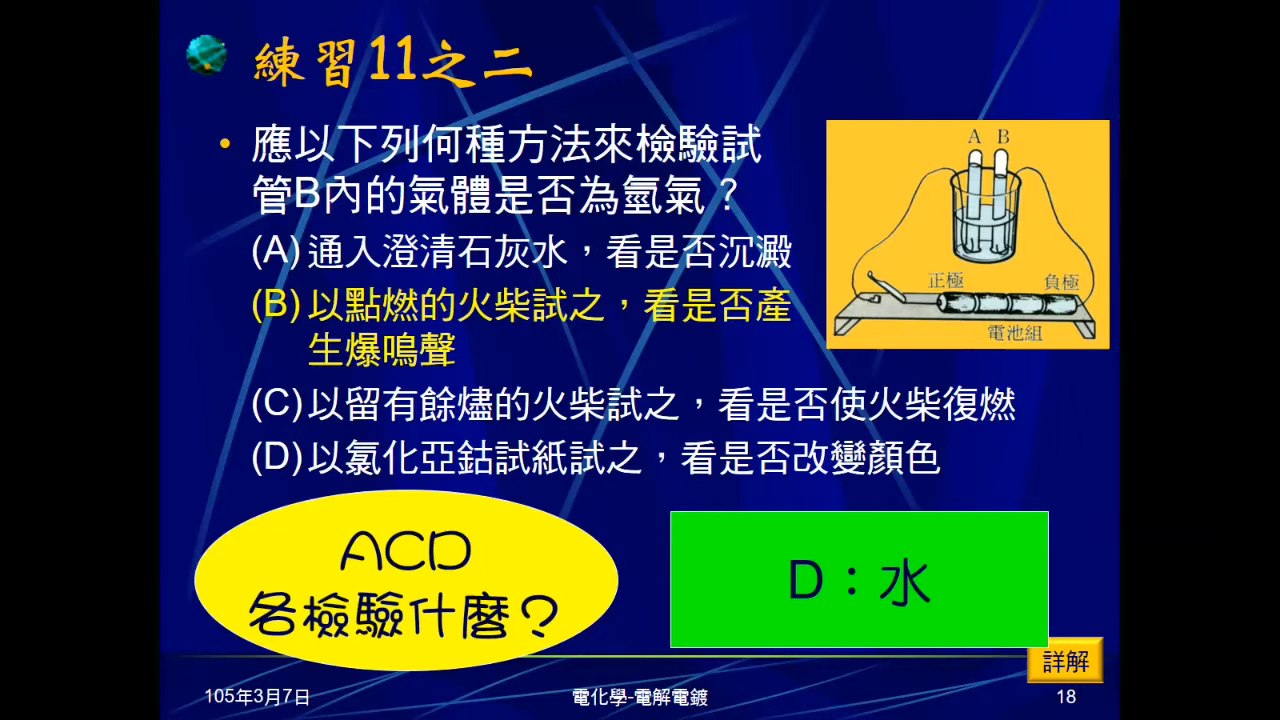 練習11之二
• 應以下列何種方法來檢驗試
管B內的氣體是否為氫氣？
(A) 通入澄清石灰水，看是否沉澱
(B) 以點燃的火柴試之，看是否產
生爆鳴聲
(C) 以留有餘燼的火柴試之，看是否使火柴復燃
(D) 以氯化亞鈷試紙試之，看是否改變顏色
A B
正極
負極
電池組
ACD
各檢驗什麼？
D：水
詳解
105年3月7日
電化學-電解電鍍
18